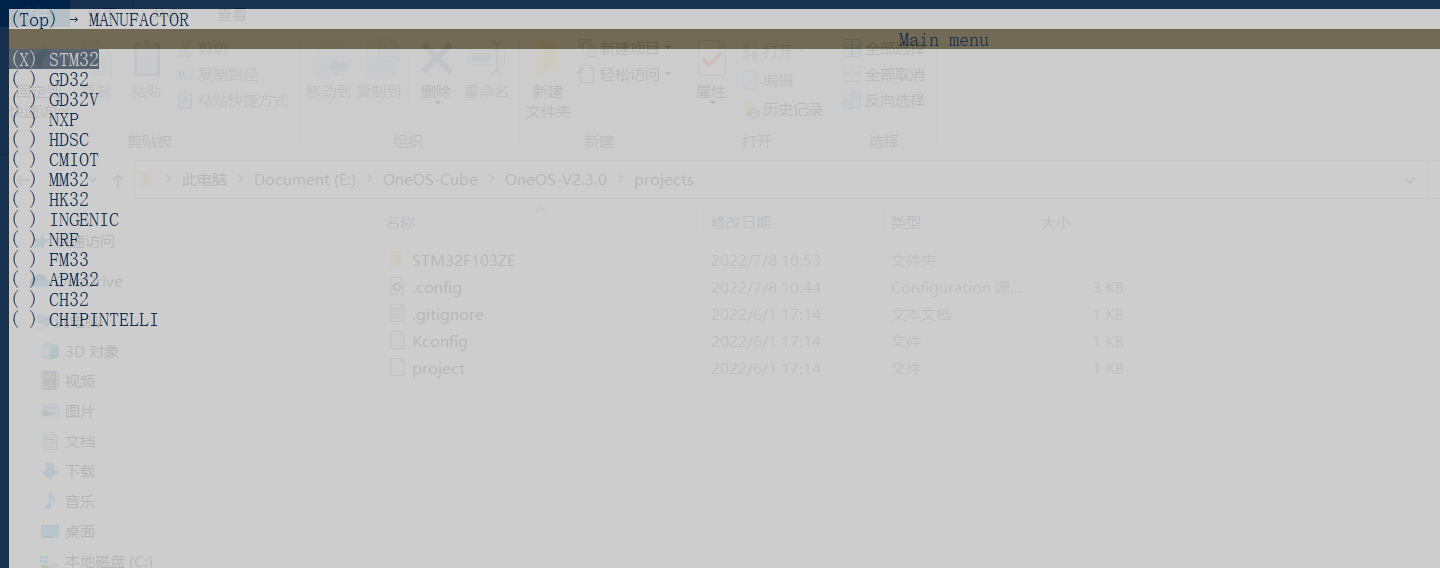 (Top) → MANUFACTOR
查看
Main menu
(X) STM32
( ) GD32
( ) GD32V
( ) NXP
( ) HDSC
( ) CMIOT
( ) MM32
( ) HK32
( ) INGENIC
( ) NRF
( ) FM33
( ) APM32
( ) CH32
( ) CHIPINTELLI
剪切
复制路径
粘贴快捷方式
粘贴
剪贴板
移动到 复制到
删除 重命名
组织
新建项目
轻松访问
新建
文件夹
新建
属性
打开
编辑
历史记录
打开
全部选择
全部取消
反向选择
选择
此电脑 > Document (E:) > OneOS-Cube > OneOS-V2.3.0 > projects
名称 修改日期 类型 大小
STM32F103ZE 2022/7/8 10:53 文件夹
.config 2022/7/8 10:44 Configuration 源... 3 KB
.gitignore 2022/6/1 17:14 文本文档 1 KB
Kconfig 2022/6/1 17:14 文件 1 KB
project 2022/6/1 17:14 文件 1 KB
3D 对象
视频
图片
文档
下载
音乐
桌面
本地磁盘 (C:)